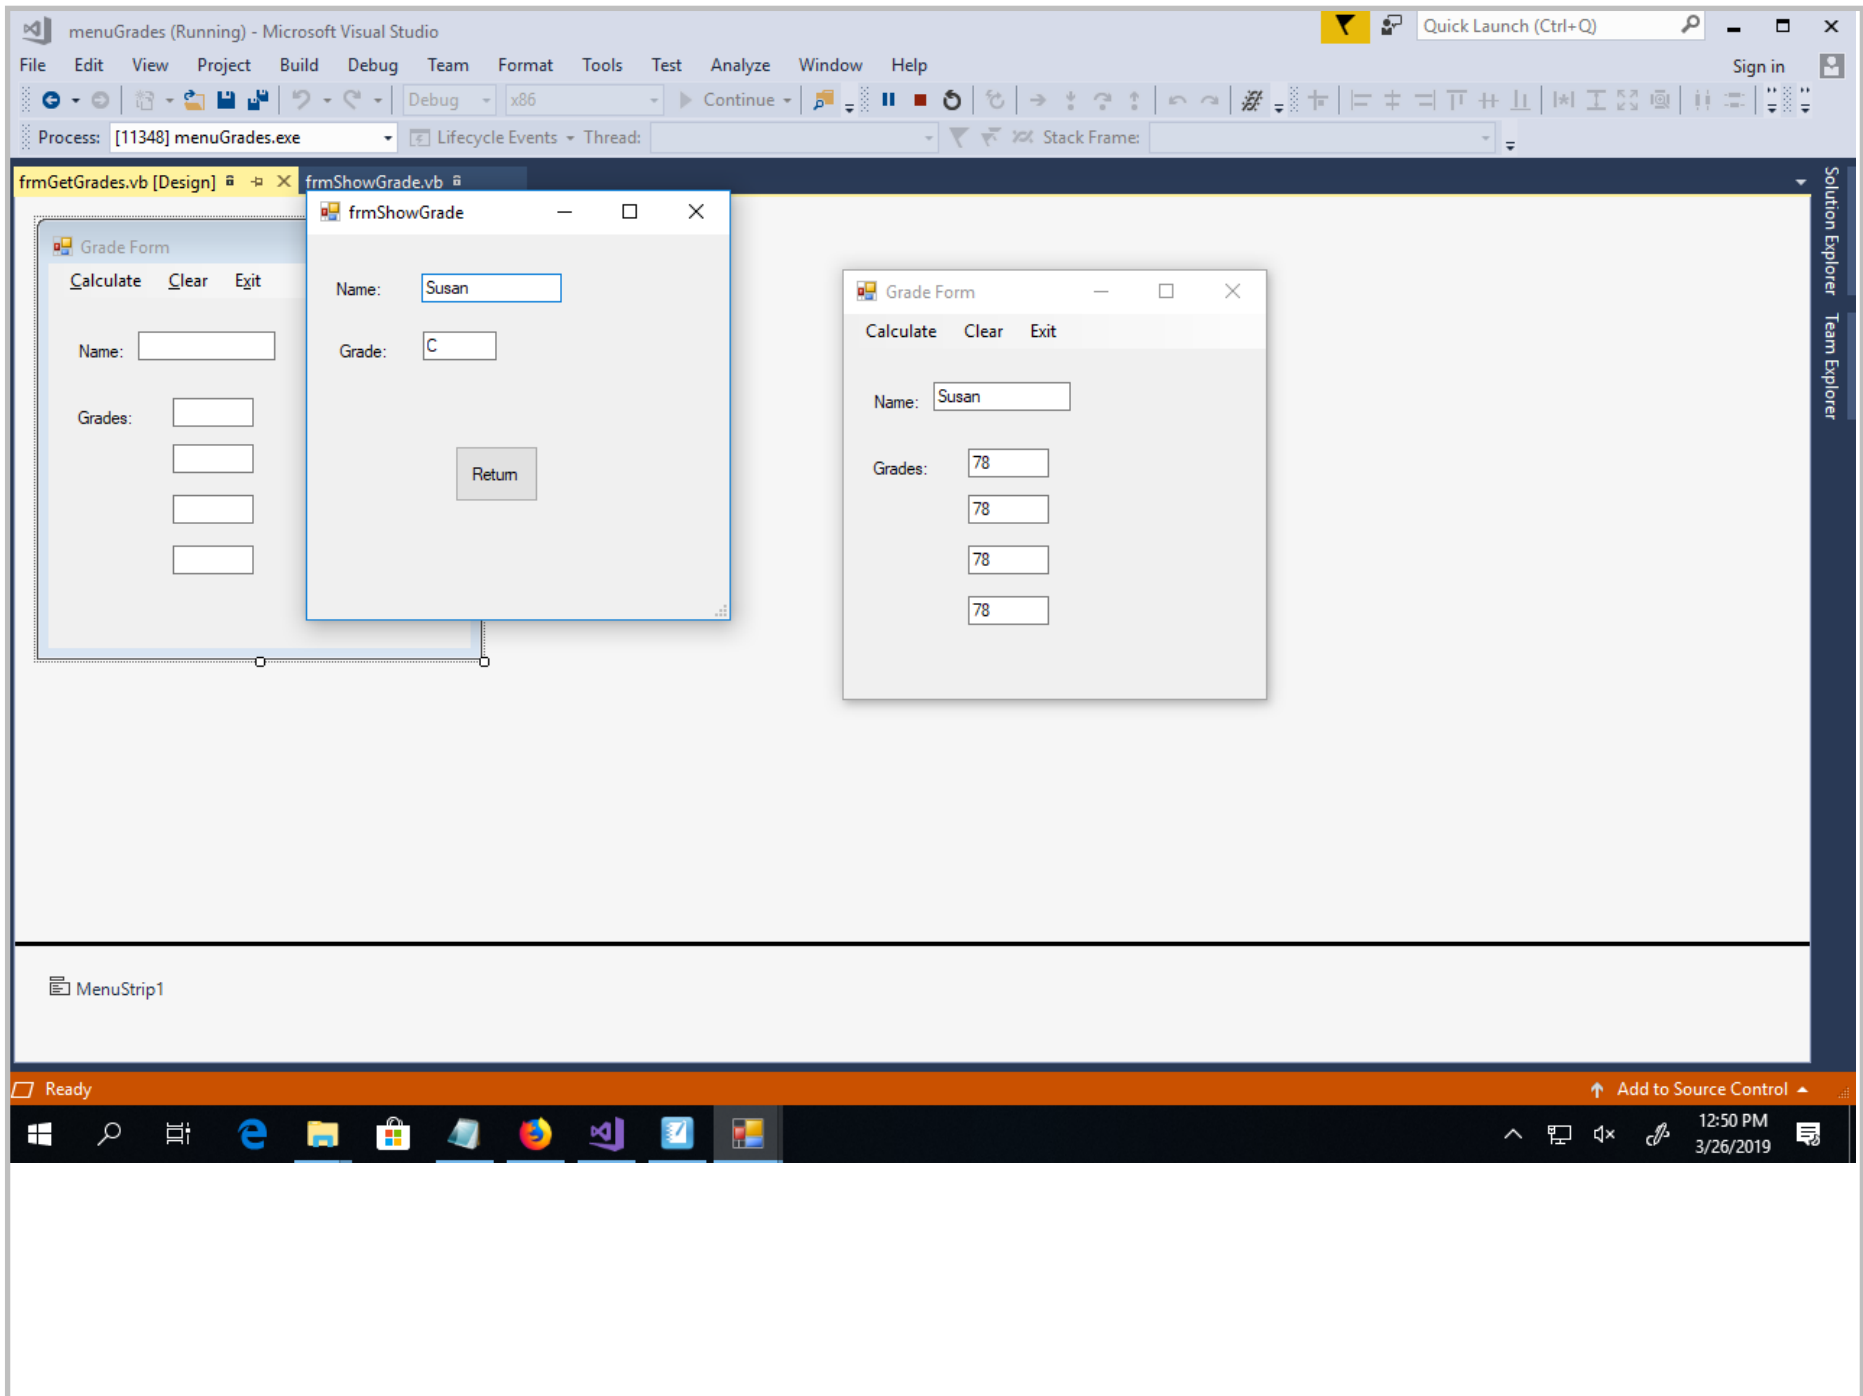 menuGrades (Running) - Microsoft Visual Studio
Quick Launch (Ctrl+Q)
File Edit View Project Build Debug Team Format Tools Test Analyze Window Help
Sign in
Debug x86 Continue
Process: [11348] menuGrades.exe Lifecycle Events Thread: Stack Frame:
frmGetGrades.vb [Design] frmShowGrade.vb
Solution Explorer
Team Explorer
Grade Form
Calculate Clear Exit
Name:
Grades:
frmShowGrade
Name: Susan
Grade: C
Return
Grade Form
Calculate Clear Exit
Name: Susan
Grades: 78
78
78
78
MenuStrip1
Ready
Add to Source Control
12:50 PM
3/26/2019